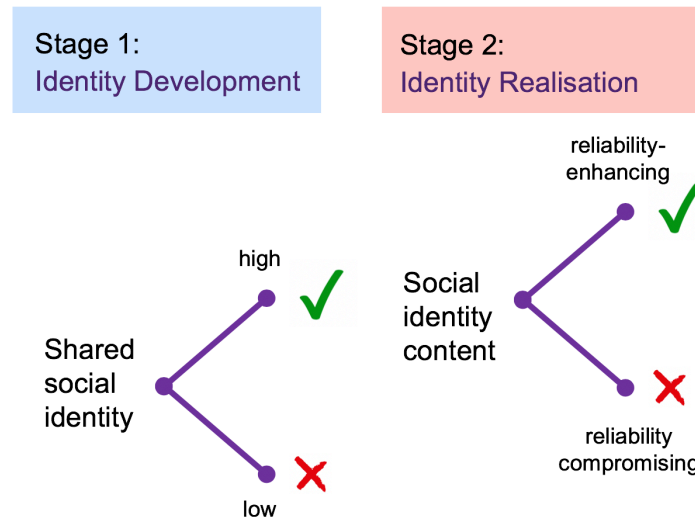 Stage 1:
Identity Development
Stage 2:
Identity Realisation
high
Shared
social
identity
low
reliability-
enhancing
Social
identity
content
reliability
compromising